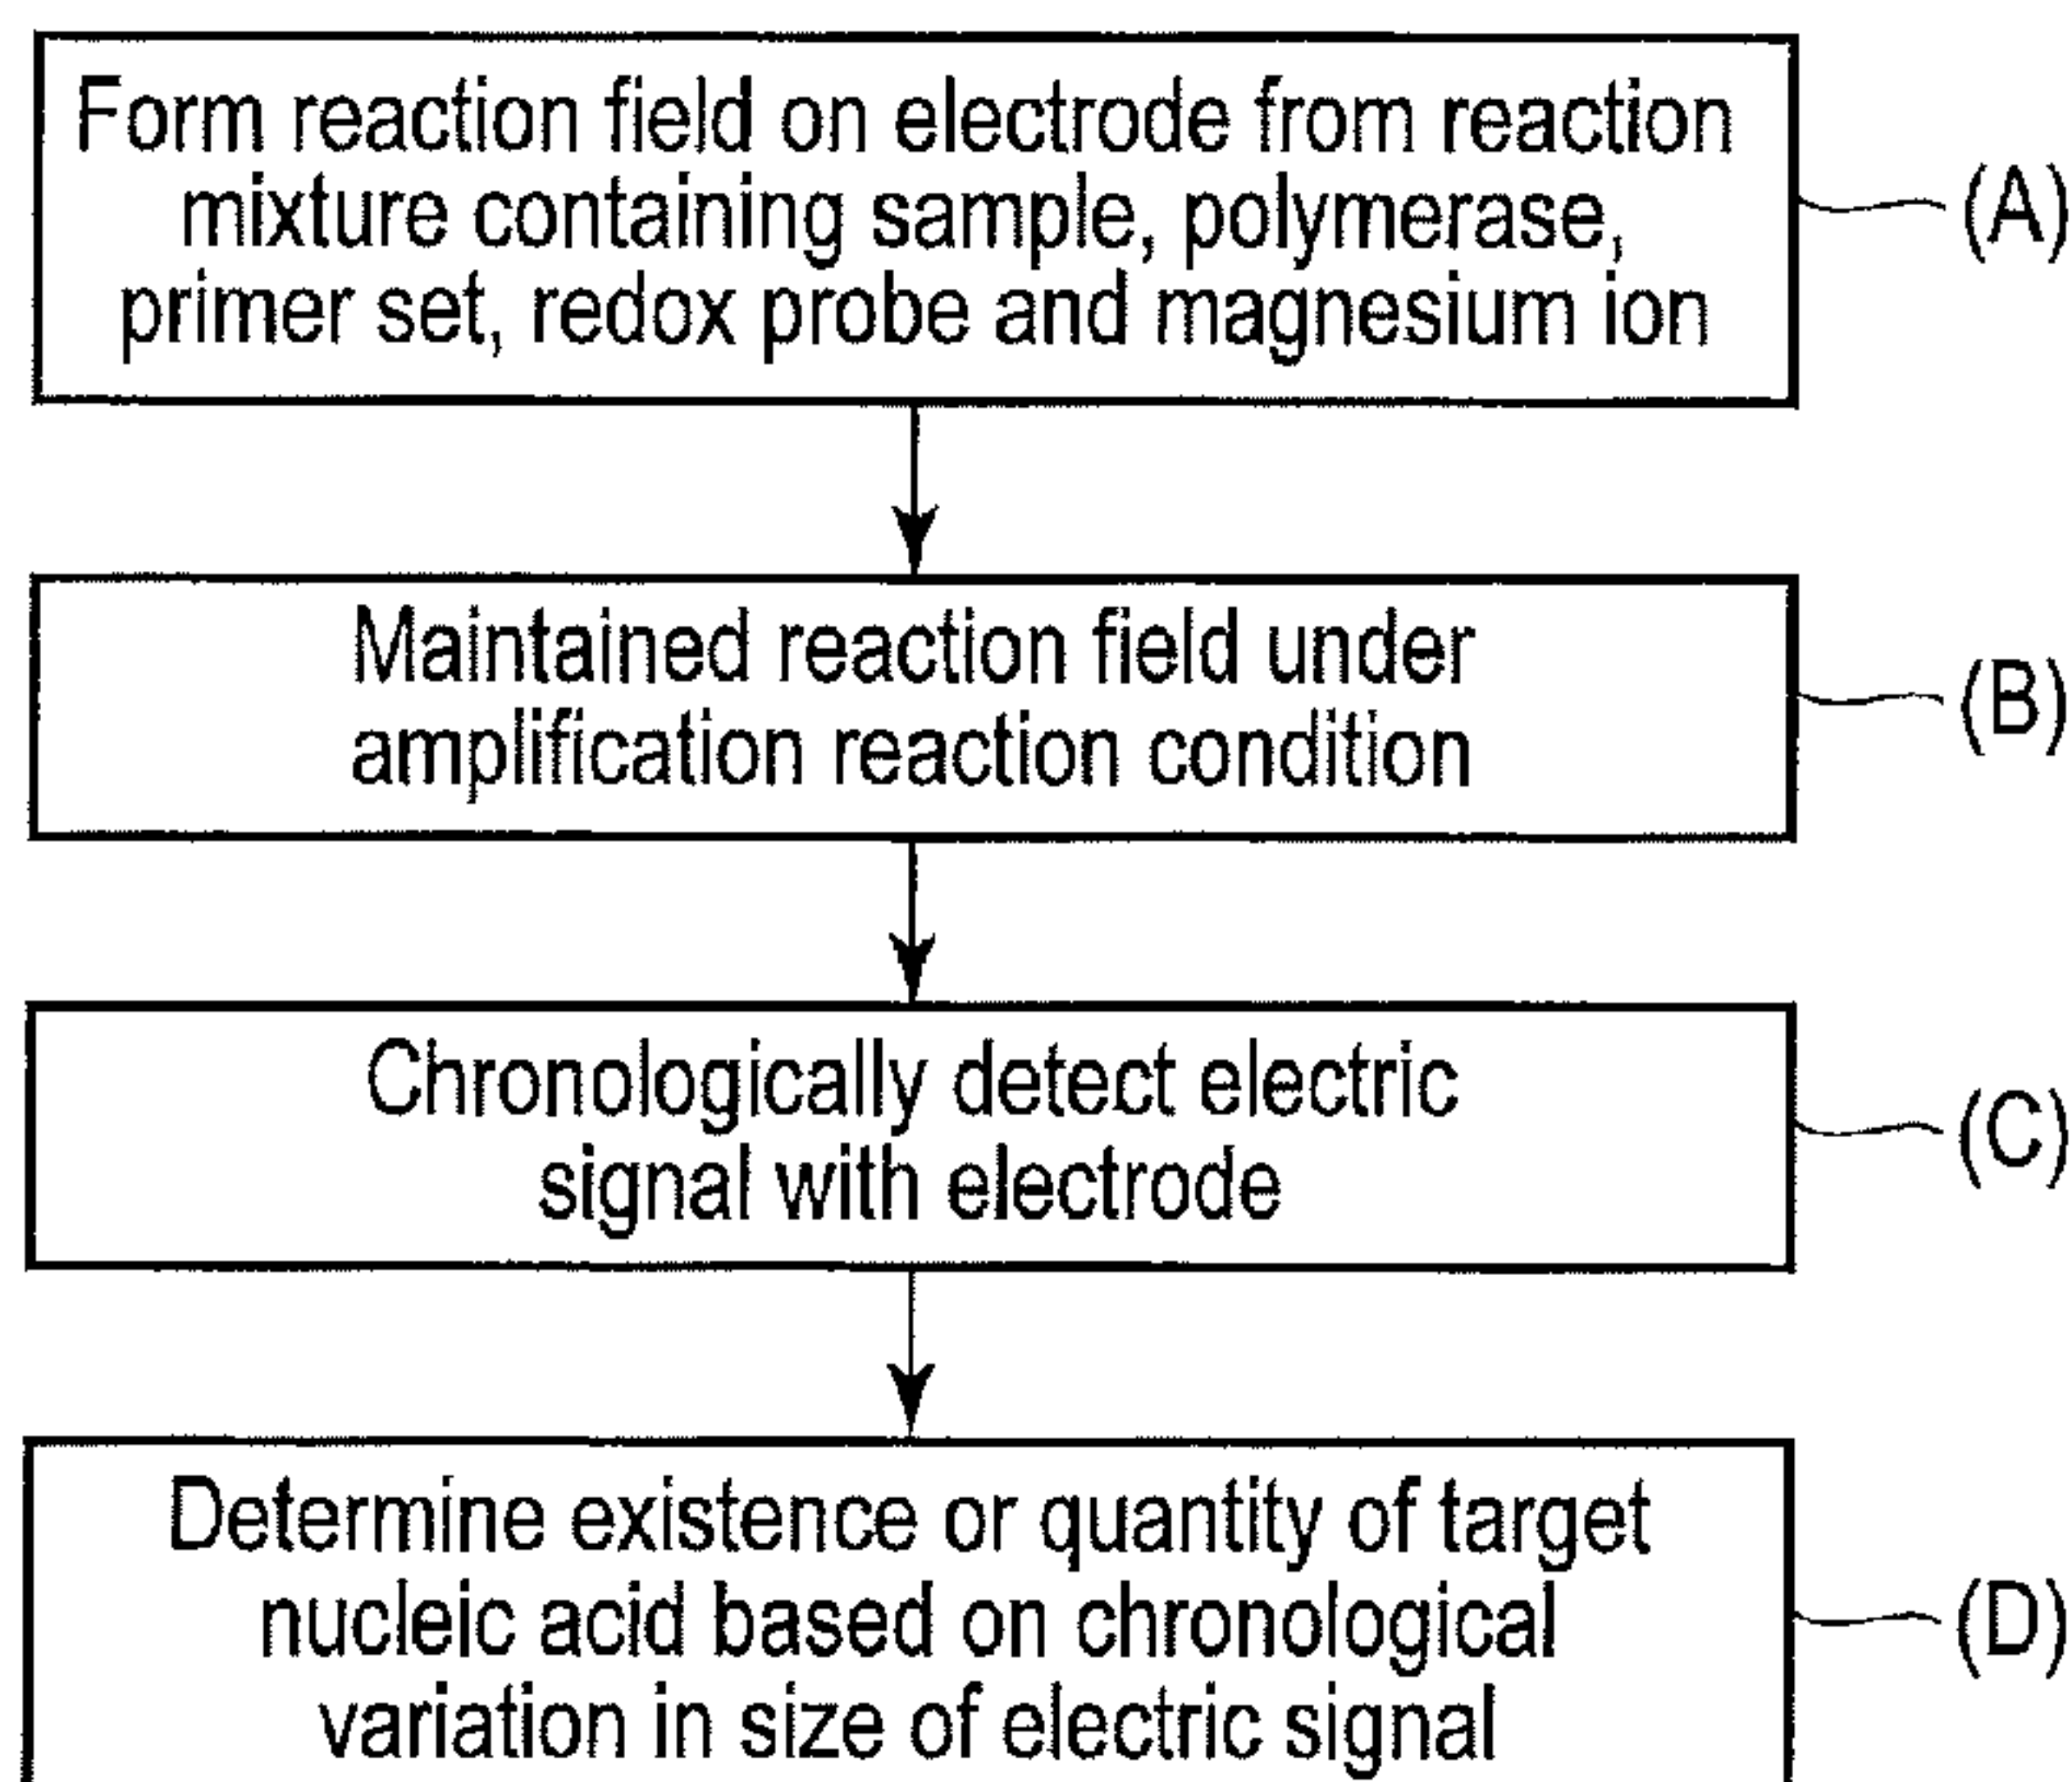 Form reaction field on electrode from reaction
mixture containing sample, polymerase,
primer set, redox probe and magnesium ion
(A)
Maintained reaction field under
amplification reaction condition
(B)
Chronologically detect electric
signal with electrode
(C)
Determine existence or quantity of target
nucleic acid based on chronological
variation in size of electric signal
(D)